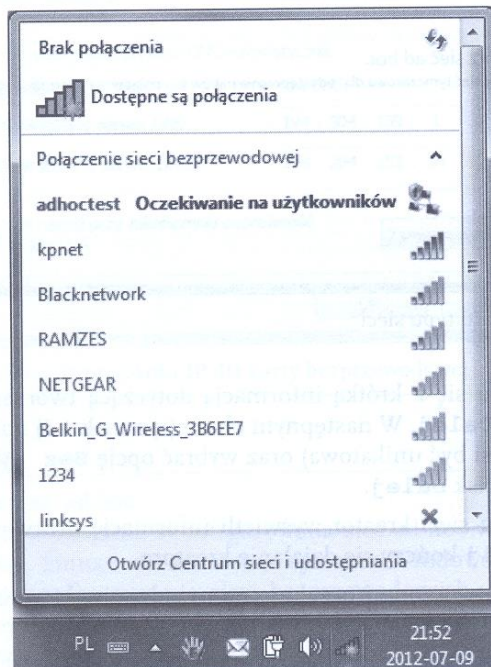 Brak połączenia
Dostępne są połączenia
Połączenie sieci bezprzewodowej
adhoctest Oczekiwanie na użytkowników
kpnet
Blacknetwork
RAMZES
NETGEAR
Belkin_G_Wireless_3B6EE7
1234
linksys
Otwórz Centrum sieci i udostępniania
PL
21:52
2012-07-09